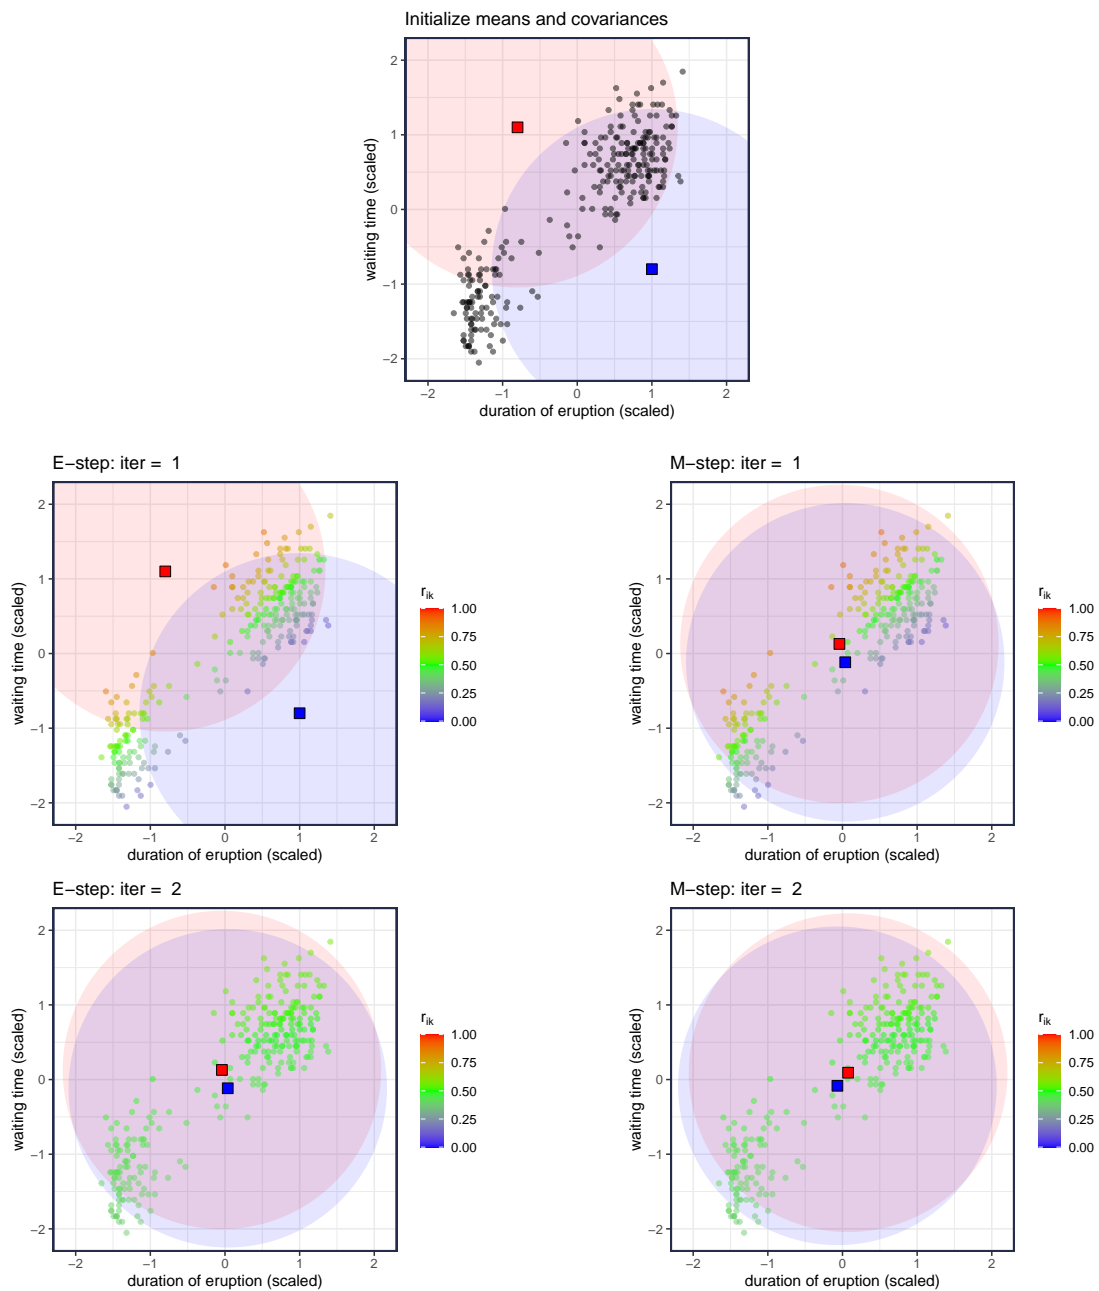 Initialize means and covariances
waiting time (scaled)
2
1
0
−1
−2
−2 −1 0 1 2
duration of eruption (scaled)
E−step: iter = 1
waiting time (scaled)
2
1
0
−1
−2
−2 −1 0 1 2
duration of eruption (scaled)
rik
1.00
0.75
0.50
0.25
0.00
M−step: iter = 1
waiting time (scaled)
2
1
0
−1
−2
−2 −1 0 1 2
duration of eruption (scaled)
rik
1.00
0.75
0.50
0.25
0.00
E−step: iter = 2
waiting time (scaled)
2
1
0
−1
−2
−2 −1 0 1 2
duration of eruption (scaled)
rik
1.00
0.75
0.50
0.25
0.00
M−step: iter = 2
waiting time (scaled)
2
1
0
−1
−2
−2 −1 0 1 2
duration of eruption (scaled)
rik
1.00
0.75
0.50
0.25
0.00